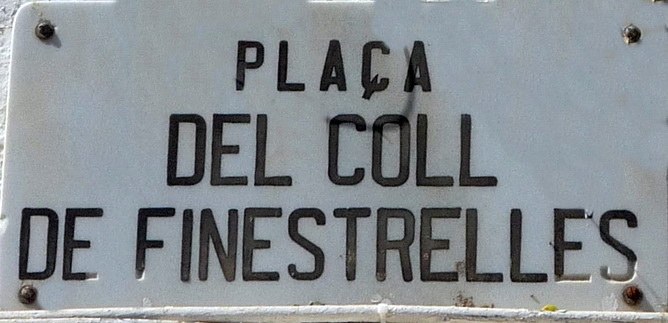 PLAÇA
DEL COLL
DE FINESTRELLES